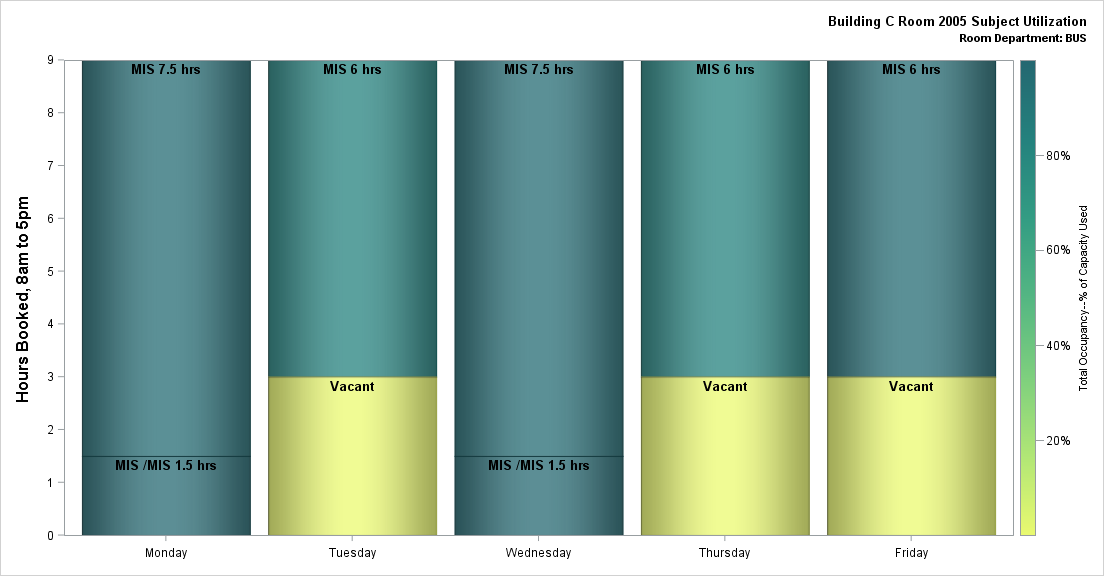 Building C Room 2005 Subject Utilization
Room Department: BUS
Hours Booked, 8am to 5pm
9
8
7
6
5
4
3
2
1
0
MIS 7.5 hrs
MIS 6 hrs
MIS 7.5 hrs
MIS 6 hrs
MIS 6 hrs
Vacant
Vacant
Vacant
MIS /MIS 1.5 hrs
MIS /MIS 1.5 hrs
Monday
Tuesday
Wednesday
Thursday
Friday
80%
60%
40%
20%
Total Occupancy--% of Capacity Used